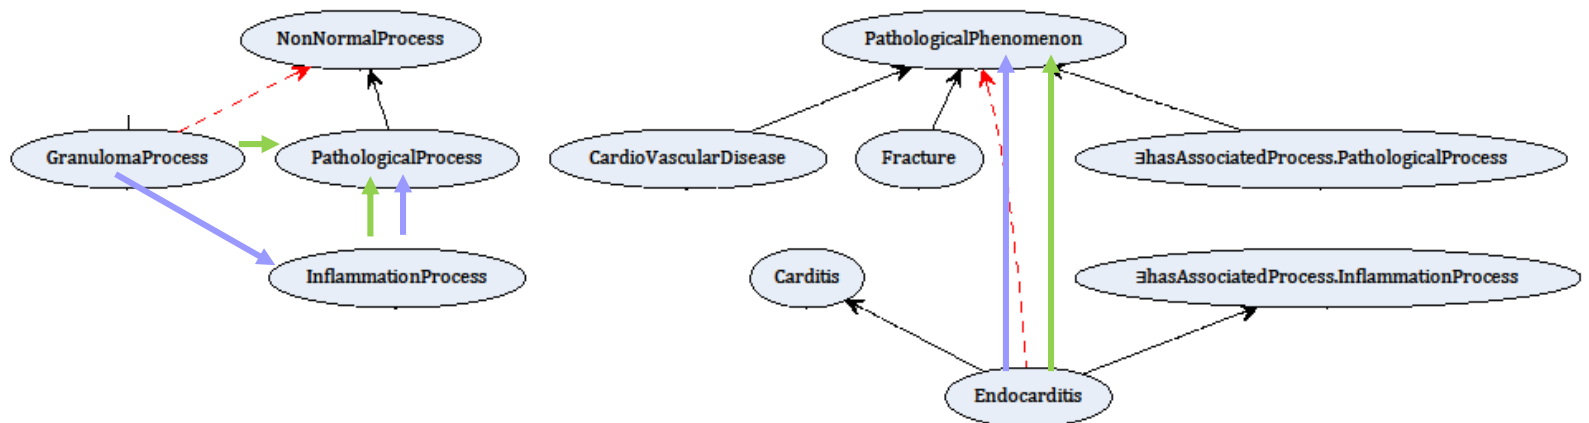 NonNormalProcess
PathologicalPhenomenon
GranulomaProcess
PathologicalProcess
CardioVascularDisease
Fracture
∃hasAssociatedProcess.PathologicalProcess
InflammationProcess
Carditis
∃hasAssociatedProcess.InflammationProcess
Endocarditis